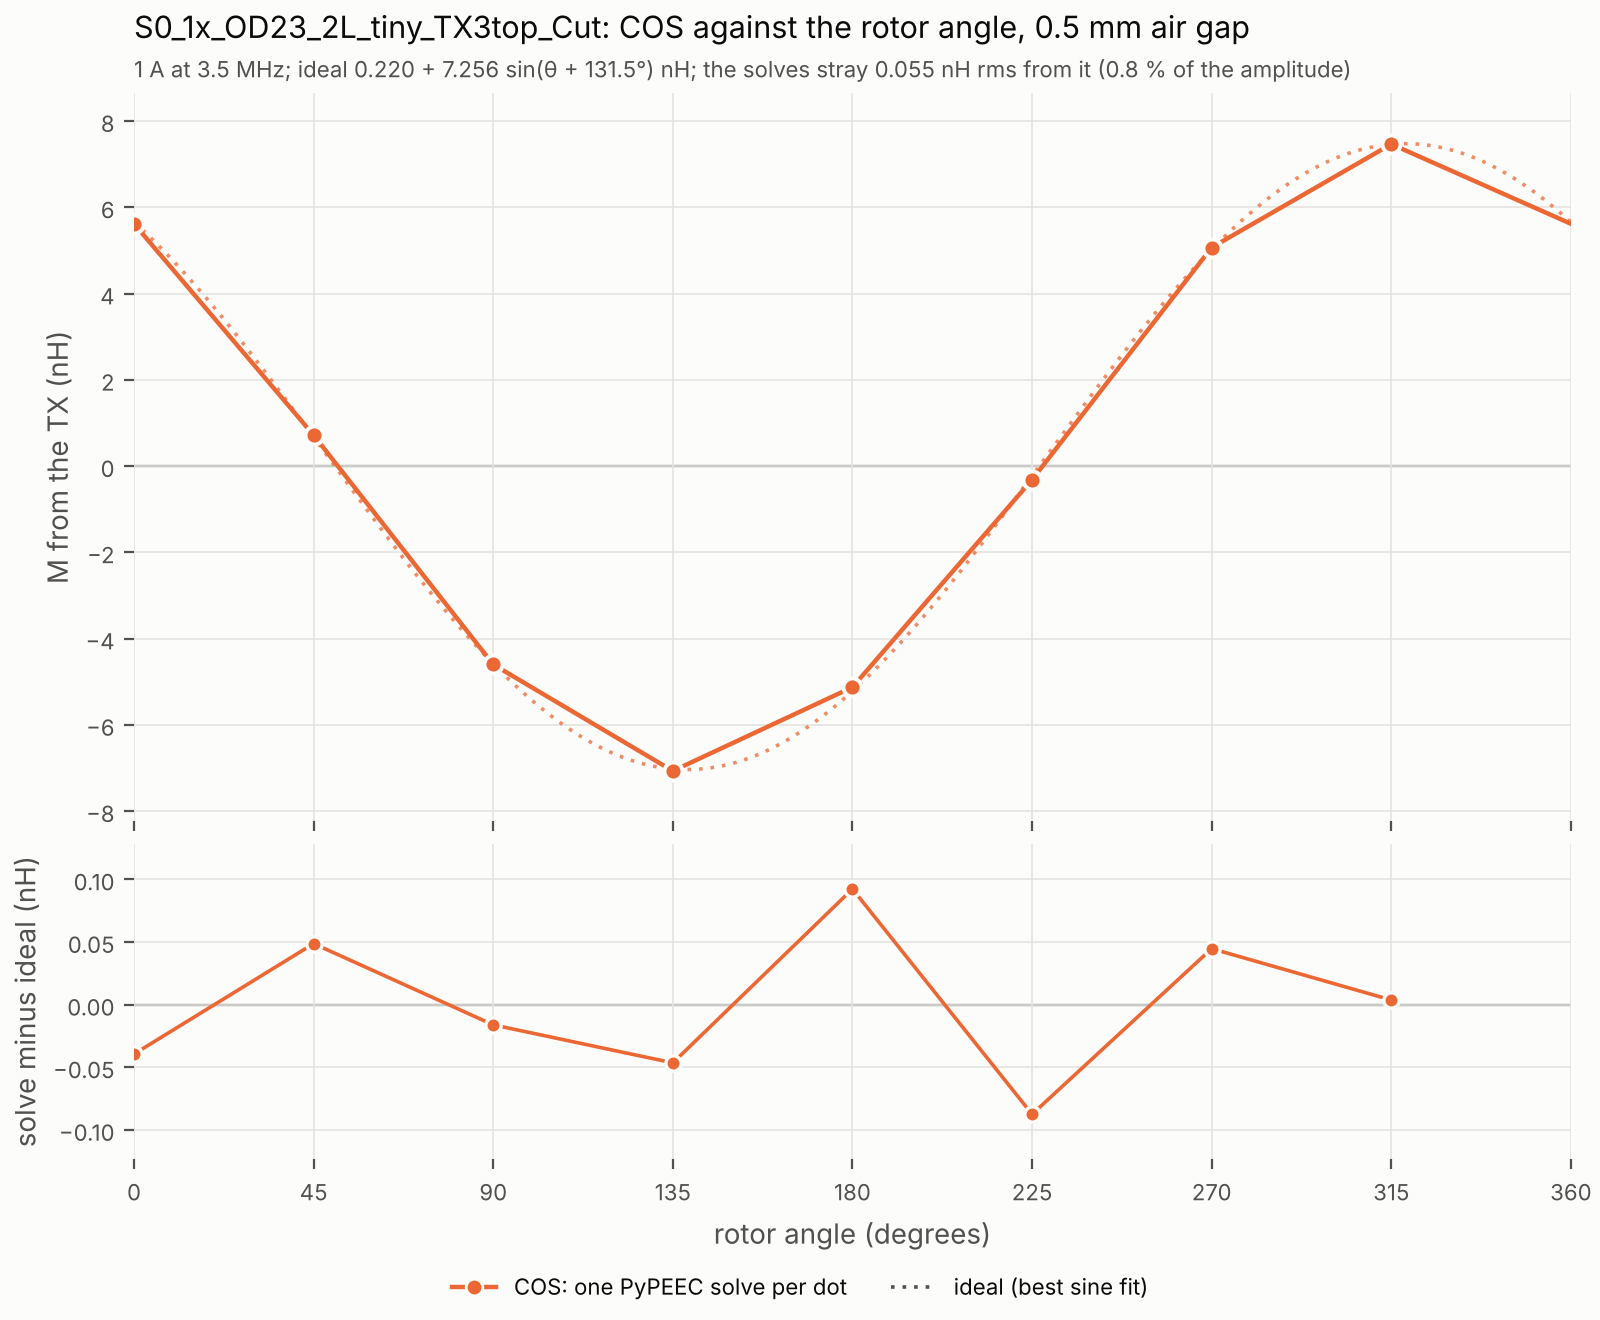 S0_1x_OD23_2L_tiny_TX3top_Cut: COS against the rotor angle, 0.5 mm air gap
1 A at 3.5 MHz; ideal 0.220 + 7.256 sin(θ + 131.5°) nH; the solves stray 0.055 nH rms from it (0.8 % of the amplitude)
M from the TX (nH)
8
6
4
2
0
−2
−4
−6
−8
solve minus ideal (nH)
0.10
0.05
0.00
−0.05
−0.10
0 45 90 135 180 225 270 315 360
rotor angle (degrees)
COS: one PyPEEC solve per dot ideal (best sine fit)